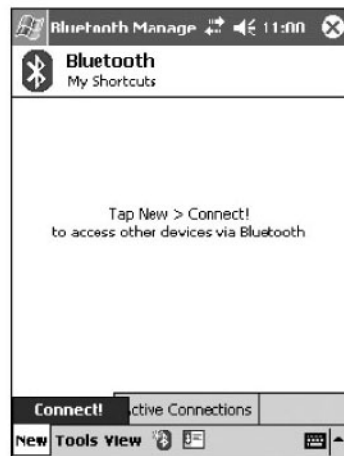 Bluetooth Manage 11:00
Bluetooth
My Shortcuts
Tap New > Connect!
to access other devices via Bluetooth
Connect! ctive Connections
New Tools View